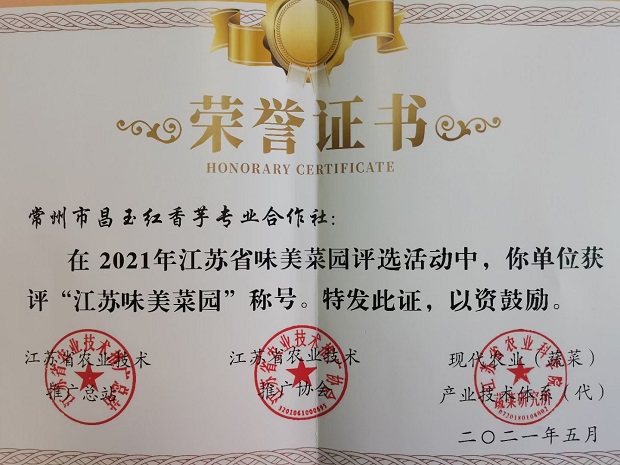 荣誉证书
HONORARY CERTIFICATE
常州市昌玉红香芋专业合作社：
在 2021年江苏省味美菜园评选活动中，你单位获
评“江苏味美菜园”称号。特发此证，以资鼓励。
江苏省农业技术 江苏省农业技术 现代农业（蔬菜）
推广总站 推广协会 产业技术体系（代）
二〇二一年五月